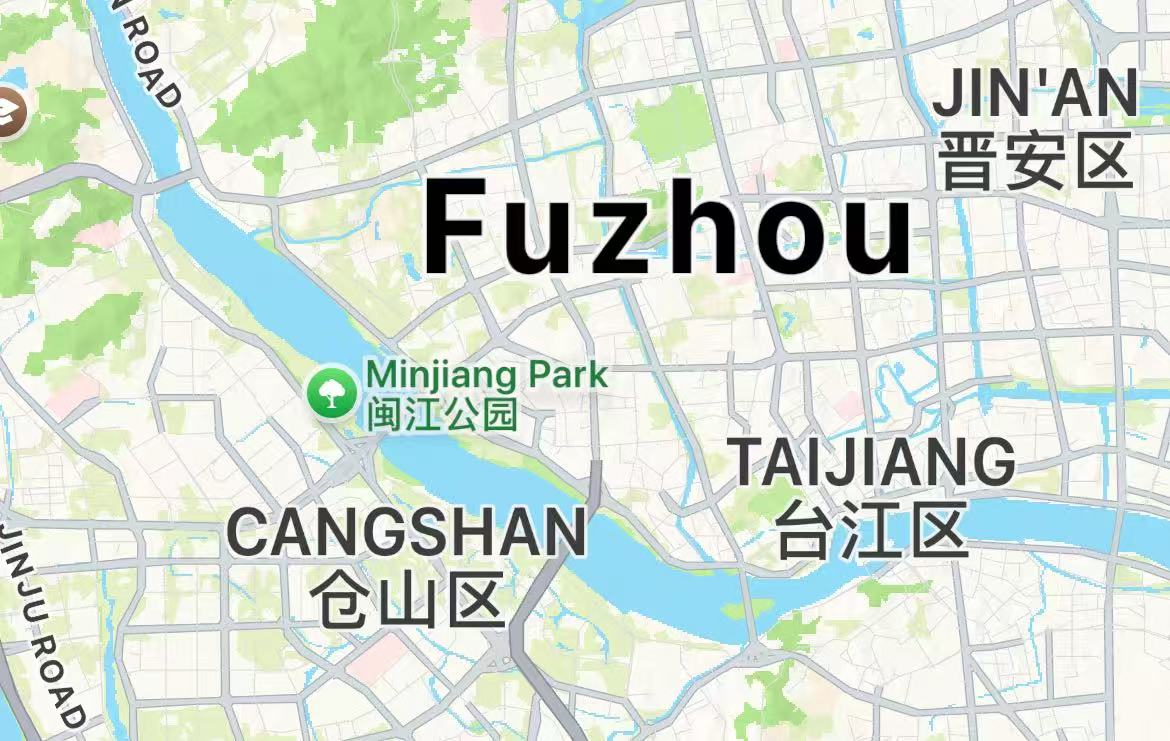 N ROAD
JIN'AN
晋安区
Fuzhou
Minjiang Park
闽江公园
TAIJIANG
台江区
CANGSHAN
仓山区
JINJU ROAD